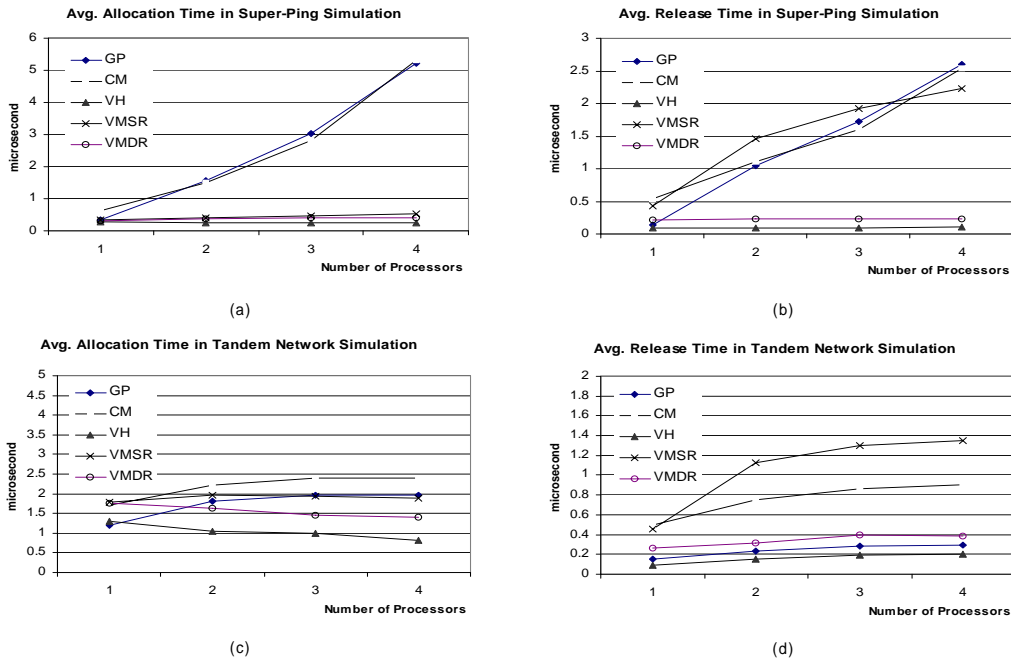 Avg. Allocation Time in Super-Ping Simulation
microsecond
6
5
4
3
2
1
0
GP
CM
VH
VMSR
VMDR
1 2 3 4
Number of Processors
(a)
Avg. Release Time in Super-Ping Simulation
microsecond
3
2.5
2
1.5
1
0.5
0
GP
CM
VH
VMSR
VMDR
1 2 3 4
Number of Processors
(b)
Avg. Allocation Time in Tandem Network Simulation
microsecond
5
4.5
4
3.5
3
2.5
2
1.5
1
0.5
0
GP
CM
VH
VMSR
VMDR
1 2 3 4
Number of Processors
(c)
Avg. Release Time in Tandem Network Simulation
microsecond
2
1.8
1.6
1.4
1.2
1
0.8
0.6
0.4
0.2
0
GP
CM
VH
VMSR
VMDR
1 2 3 4
Number of Processors
(d)